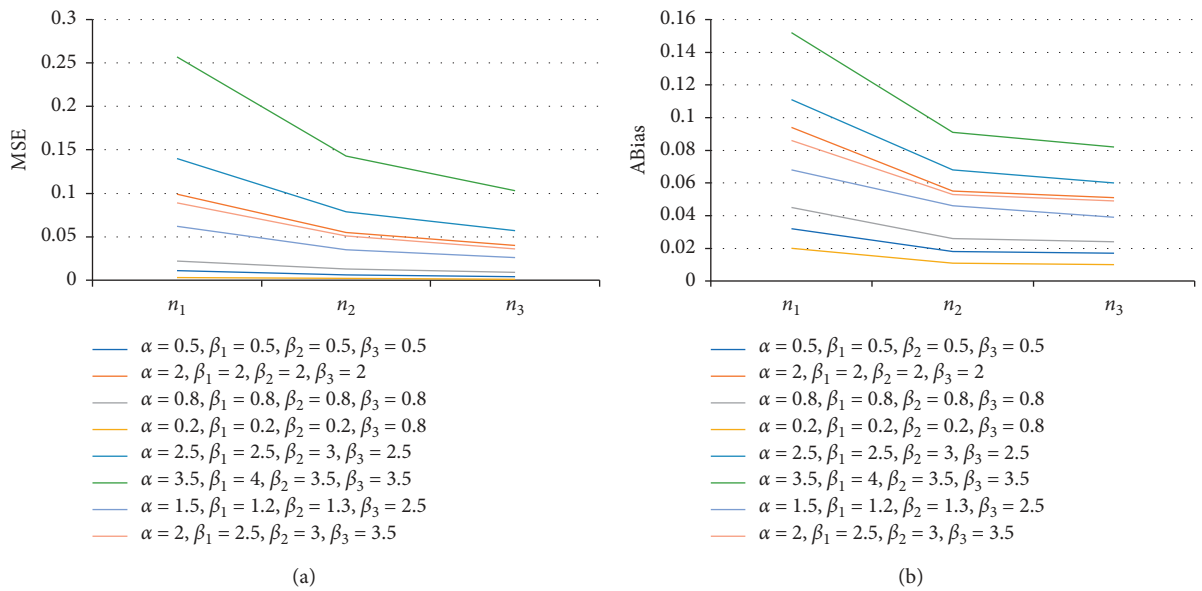 0.3
0.25
0.2
0.15
0.1
0.05
0
MSE
n₁ n₂ n₃
α = 0.5, β₁ = 0.5, β₂ = 0.5, β₃ = 0.5
α = 2, β₁ = 2, β₂ = 2, β₃ = 2
α = 0.8, β₁ = 0.8, β₂ = 0.8, β₃ = 0.8
α = 0.2, β₁ = 0.2, β₂ = 0.2, β₃ = 0.8
α = 2.5, β₁ = 2.5, β₂ = 3, β₃ = 2.5
α = 3.5, β₁ = 4, β₂ = 3.5, β₃ = 3.5
α = 1.5, β₁ = 1.2, β₂ = 1.3, β₃ = 2.5
α = 2, β₁ = 2.5, β₂ = 3, β₃ = 3.5
(a)
0.16
0.14
0.12
0.1
0.08
0.06
0.04
0.02
0
ABias
n₁ n₂ n₃
α = 0.5, β₁ = 0.5, β₂ = 0.5, β₃ = 0.5
α = 2, β₁ = 2, β₂ = 2, β₃ = 2
α = 0.8, β₁ = 0.8, β₂ = 0.8, β₃ = 0.8
α = 0.2, β₁ = 0.2, β₂ = 0.2, β₃ = 0.8
α = 2.5, β₁ = 2.5, β₂ = 3, β₃ = 2.5
α = 3.5, β₁ = 4, β₂ = 3.5, β₃ = 3.5
α = 1.5, β₁ = 1.2, β₂ = 1.3, β₃ = 2.5
α = 2, β₁ = 2.5, β₂ = 3, β₃ = 3.5
(b)